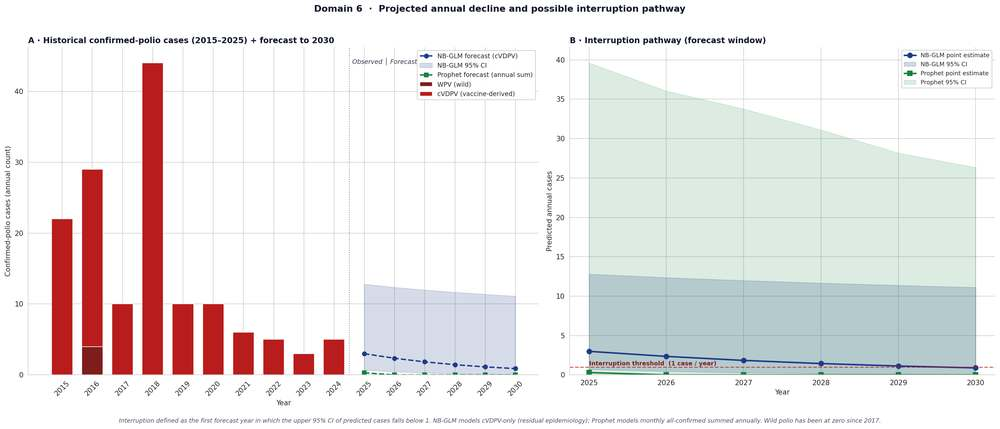 Domain 6 · Projected annual decline and possible interruption pathway
A · Historical confirmed-polio cases (2015–2025) + forecast to 2030
Observed | Forecast
NB-GLM forecast (cVDPV)
NB-GLM 95% CI
Prophet forecast (annual sum)
WPV (wild)
cVDPV (vaccine-derived)
Confirmed-polio cases (annual count)
40
30
20
10
0
2015 2016 2017 2018 2019 2020 2021 2022 2023 2024 2025 2026 2027 2028 2029 2030
Year
B · Interruption pathway (forecast window)
NB-GLM point estimate
NB-GLM 95% CI
Prophet point estimate
Prophet 95% CI
Predicted annual cases
40
35
30
25
20
15
10
5
0
Interruption threshold (1 case / year)
2025 2026 2027 2028 2029 2030
Year
Interruption defined as the first forecast year in which the upper 95% CI of predicted cases falls below 1. NB-GLM models cVDPV-only (residual epidemiology); Prophet models monthly all-confirmed summed annually. Wild polio has been at zero since 2017.